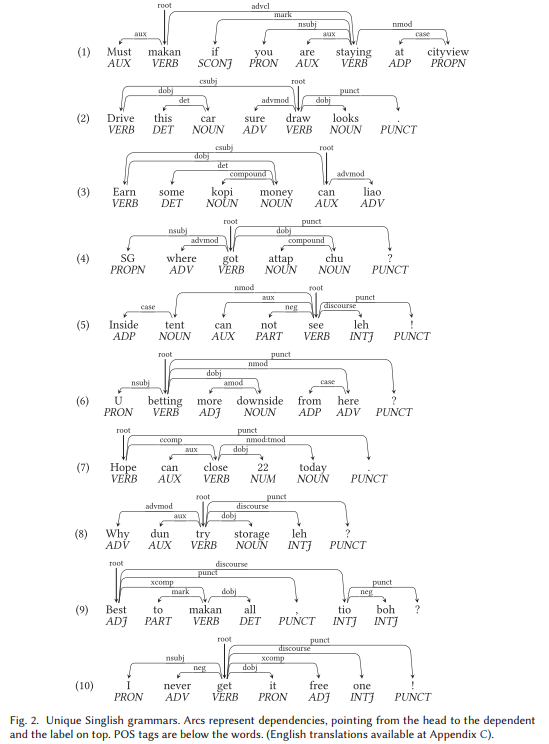 root
advcl
mark
nsubj nmod
aux aux case
(1) Must makan if you are staying at cityview
AUX VERB SCONJ PRON AUX VERB ADP PROPN
csubj root
dobj punct
det advmod dobj
(2) Drive this car sure draw looks .
VERB DET NOUN ADV VERB NOUN PUNCT
csubj root
dobj
det
compound advmod
(3) Earn some kopi money can liao
VERB DET NOUN NOUN AUX ADV
root punct
nsubj dobj
advmod compound
(4) SG where got attap chu ?
PROPN ADV VERB NOUN NOUN PUNCT
nmod root
aux punct
case neg discourse
(5) Inside tent can not see leh !
ADP NOUN AUX PART VERB INTJ PUNCT
root punct
nmod
dobj
nsubj amod case
(6) U betting more downside from here ?
PRON VERB ADJ NOUN ADP ADV PUNCT
root punct
ccomp nmod:tmod
aux dobj
(7) Hope can close 22 today .
VERB AUX VERB NUM NOUN PUNCT
root punct
advmod discourse
aux dobj
(8) Why dun try storage leh ?
ADV AUX VERB NOUN INTJ PUNCT
root discourse
punct
xcomp punct
mark dobj neg
(9) Best to makan all , tio boh ?
ADJ PART VERB DET PUNCT INTJ INTJ
root punct
discourse
nsubj xcomp
neg dobj
(10) I never get it free one !
PRON ADV VERB PRON ADJ INTJ PUNCT
Fig. 2. Unique Singlish grammars. Arcs represent dependencies, pointing from the head to the dependent
and the label on top. POS tags are below the words. (English translations available at Appendix C).